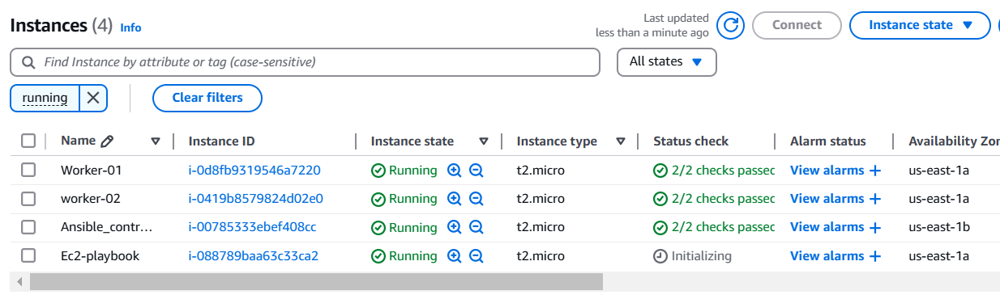 Instances (4) Info
Last updated
less than a minute ago
Connect
Instance state
Find Instance by attribute or tag (case-sensitive)
All states
running
Clear filters
Name Instance ID Instance state Instance type Status check Alarm status Availability Zon
Worker-01 i-0d8fb9319546a7220 Running t2.micro 2/2 checks passec View alarms + us-east-1a
worker-02 i-0419b8579824d02e0 Running t2.micro 2/2 checks passec View alarms + us-east-1a
Ansible_contr... i-00785333ebef408cc Running t2.micro 2/2 checks passec View alarms + us-east-1b
Ec2-playbook i-088789baa63c33ca2 Running t2.micro Initializing View alarms + us-east-1a